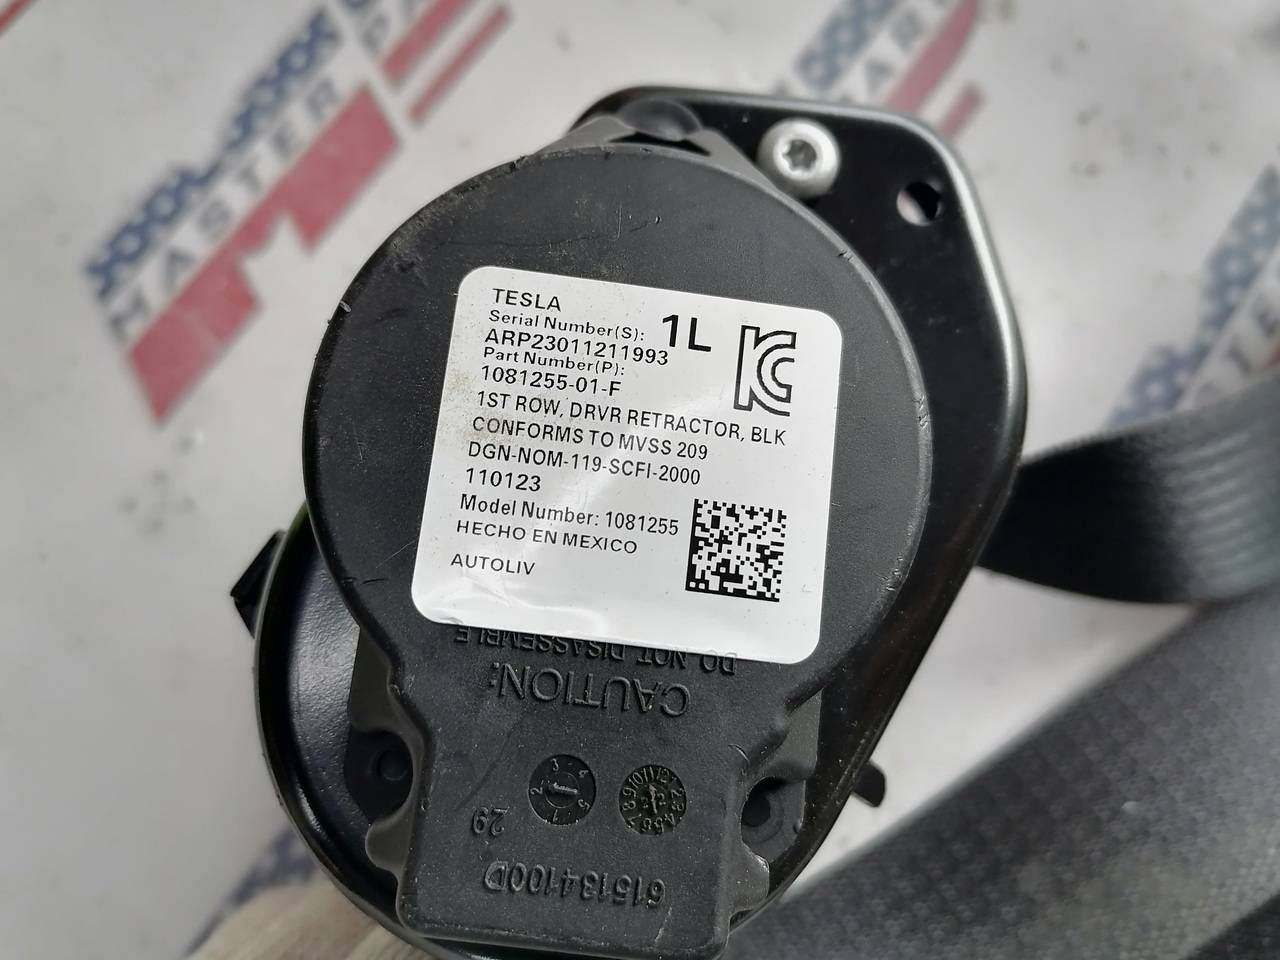 TESLA
Serial Number(S):
ARP23011211993
1L
Part Number(P):
1081255-01-F
1ST ROW, DRVR RETRACTOR, BLK
CONFORMS TO MVSS 209
DGN-NOM-119-SCFI-2000
110123
Model Number: 1081255
HECHO EN MEXICO
AUTOLIV
DO NOT DISASSEMBLE
CAUTION:
29
615134100D
MASTER